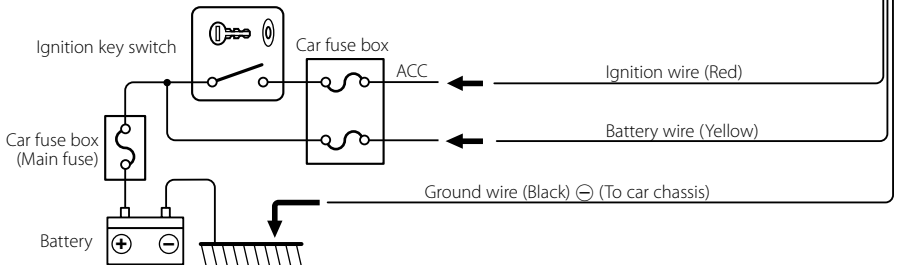 Ignition key switch
Car fuse box
ACC
Ignition wire (Red)
Car fuse box
(Main fuse)
Battery wire (Yellow)
Ground wire (Black) ⊖ (To car chassis)
Battery
+ −